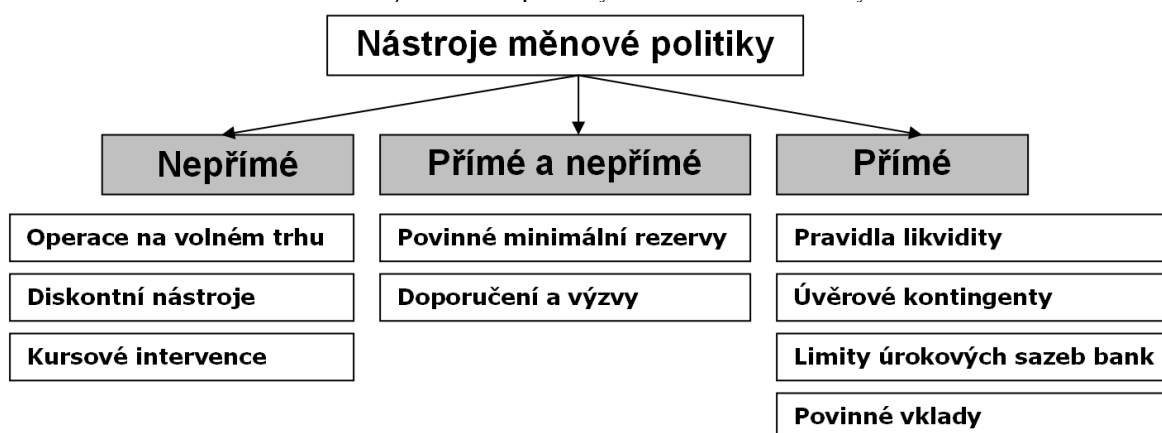 Nástroje měnové politiky
Nepřímé
Přímé a nepřímé
Přímé
Operace na volném trhu
Povinné minimální rezervy
Pravidla likvidity
Diskontní nástroje
Doporučení a výzvy
Úvěrové kontingenty
Kursové intervence
Limity úrokových sazeb bank
Povinné vklady